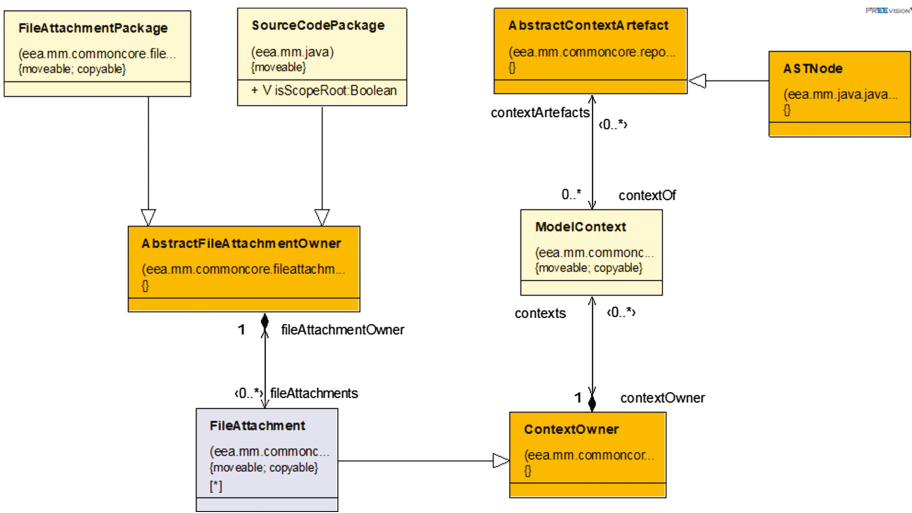 FREEVISION
FileAttachmentPackage
(eea.mm.commoncore.file...
{moveable; copyable}
SourceCodePackage
(eea.mm.java)
{moveable}
+ V isScopeRoot:Boolean
AbstractContextArtefact
(eea.mm.commoncore.repo...
{}
ASTNode
(eea.mm.java.java...
{}
contextArtefacts
‹0..*›
0..*
contextOf
ModelContext
(eea.mm.commonc...
{moveable; copyable}
AbstractFileAttachmentOwner
(eea.mm.commoncore.fileattachm...
{}
1
fileAttachmentOwner
‹0..*›
fileAttachments
contexts
‹0..*›
1
contextOwner
FileAttachment
(eea.mm.commonc...
{moveable; copyable}
[*]
ContextOwner
(eea.mm.commoncor...
{}